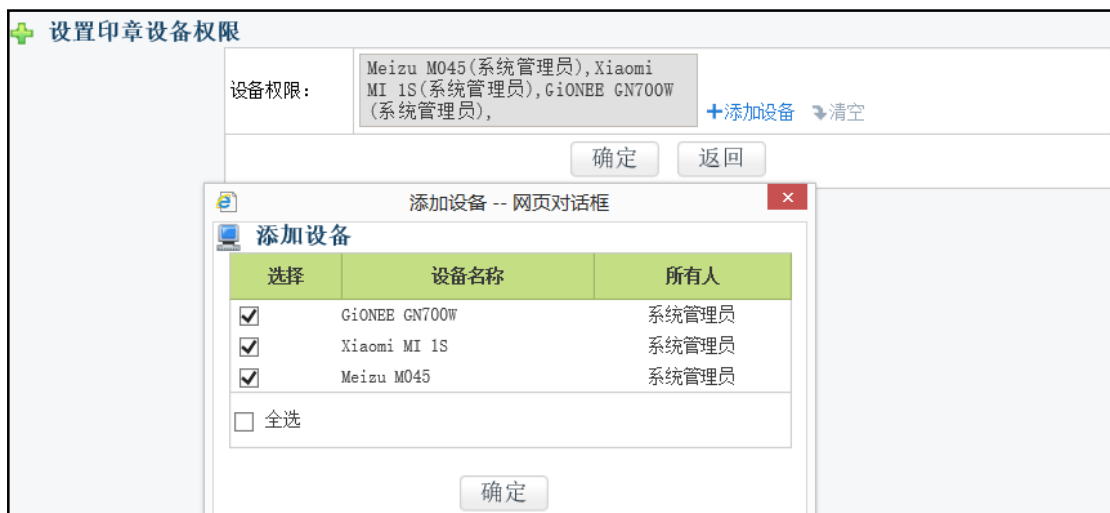 设置印章设备权限
设备权限：
Meizu M045(系统管理员),Xiaomi
MI 1S(系统管理员),GiONEE GN700W
(系统管理员),
添加设备 清空
确定 返回
添加设备 -- 网页对话框
添加设备
选择 设备名称 所有人
GiONEE GN700W 系统管理员
Xiaomi MI 1S 系统管理员
Meizu M045 系统管理员
全选
确定